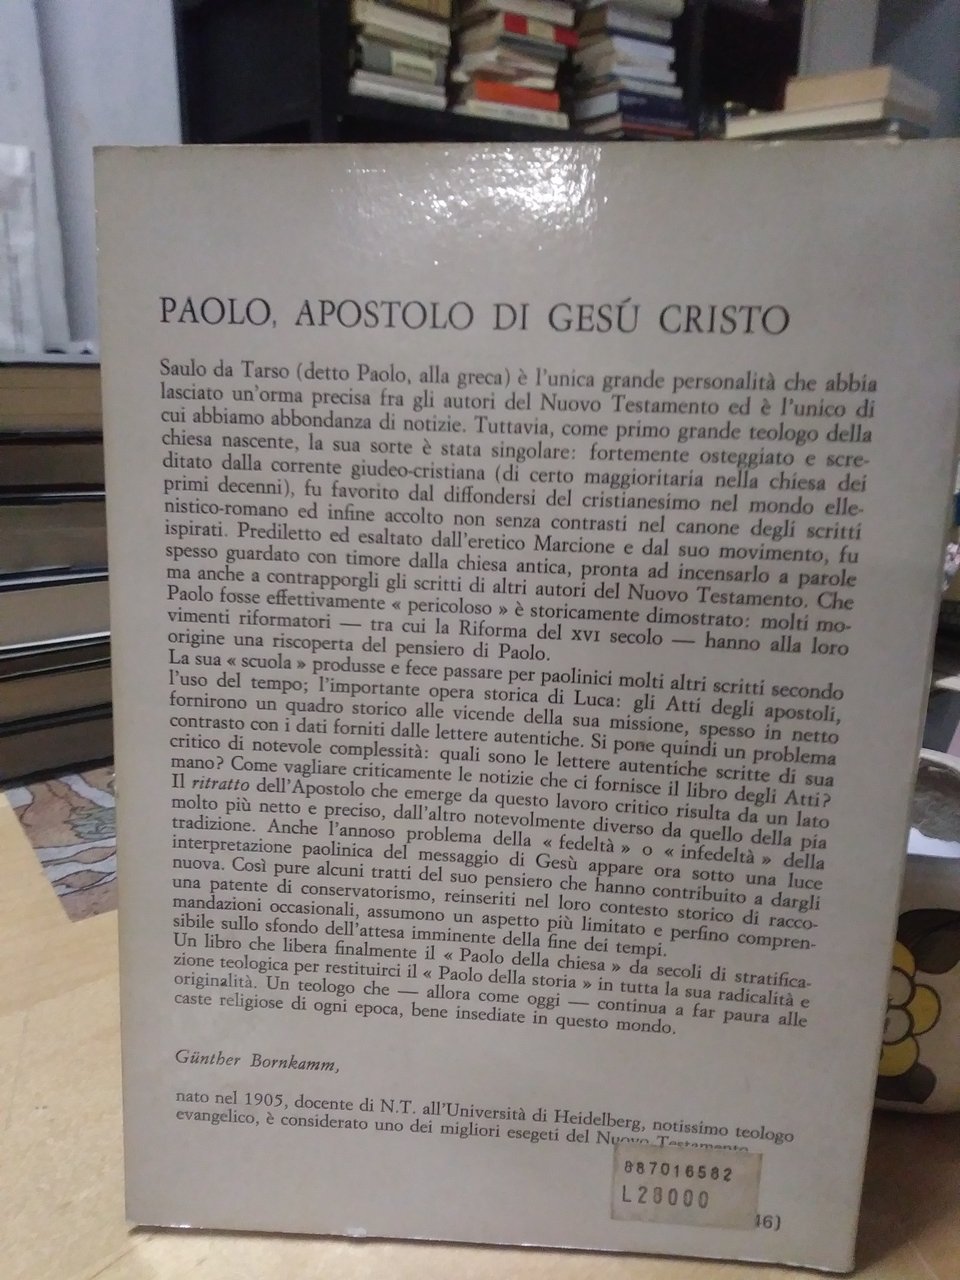 PAOLO, APOSTOLO DI GESÚ CRISTO
Saulo da Tarso (detto Paolo, alla greca) è l'unica grande personalità che abbia
lasciato un'orma precisa fra gli autori del Nuovo Testamento ed è l'unico di
cui abbiamo abbondanza di notizie. Tuttavia, come primo grande teologo della
chiesa nascente, la sua sorte è stata singolare: fortemente osteggiato e scre-
ditato dalla corrente giudeo-cristiana (di certo maggioritaria nella chiesa dei
primi decenni), fu favorito dal diffondersi del cristianesimo nel mondo elle-
nistico-romano ed infine accolto non senza contrasti nel canone degli scritti
ispirati. Prediletto ed esaltato dall'eretico Marcione e dal suo movimento, fu
spesso guardato con timore dalla chiesa antica, pronta ad incensarlo a parole
ma anche a contrapporgli gli scritti di altri autori del Nuovo Testamento. Che
Paolo fosse effettivamente « pericoloso » è storicamente dimostrato: molti mo-
vimenti riformatori — tra cui la Riforma del XVI secolo — hanno alla loro
origine una riscoperta del pensiero di Paolo.
La sua « scuola » produsse e fece passare per paolinici molti altri scritti secondo
l'uso del tempo; l'importante opera storica di Luca: gli Atti degli apostoli,
fornirono un quadro storico alle vicende della sua missione, spesso in netto
contrasto con i dati forniti dalle lettere autentiche. Si pone quindi un problema
critico di notevole complessità: quali sono le lettere autentiche scritte di sua
mano? Come vagliare criticamente le notizie che ci fornisce il libro degli Atti?
Il ritratto dell'Apostolo che emerge da questo lavoro critico risulta da un lato
molto più netto e preciso, dall'altro notevolmente diverso da quello della pia
tradizione. Anche l'annoso problema della « fedeltà » o « infedeltà » della
interpretazione paolinica del messaggio di Gesù appare ora sotto una luce
nuova. Così pure alcuni tratti del suo pensiero che hanno contribuito a dargli
una patente di conservatorismo, reinseriti nel loro contesto storico di racco-
mandazioni occasionali, assumono un aspetto più limitato e perfino compren-
sibile sullo sfondo dell'attesa imminente della fine dei tempi.
Un libro che libera finalmente il « Paolo della chiesa » da secoli di stratifica-
zione teologica per restituirci il « Paolo della storia » in tutta la sua radicalità e
originalità. Un teologo che — allora come oggi — continua a far paura alle
caste religiose di ogni epoca, bene insediate in questo mondo.
Günther Bornkamm,
nato nel 1905, docente di N.T. all'Università di Heidelberg, notissimo teologo
evangelico, è considerato uno dei migliori esegeti del Nuovo Testamento
887016582
L28000
46)